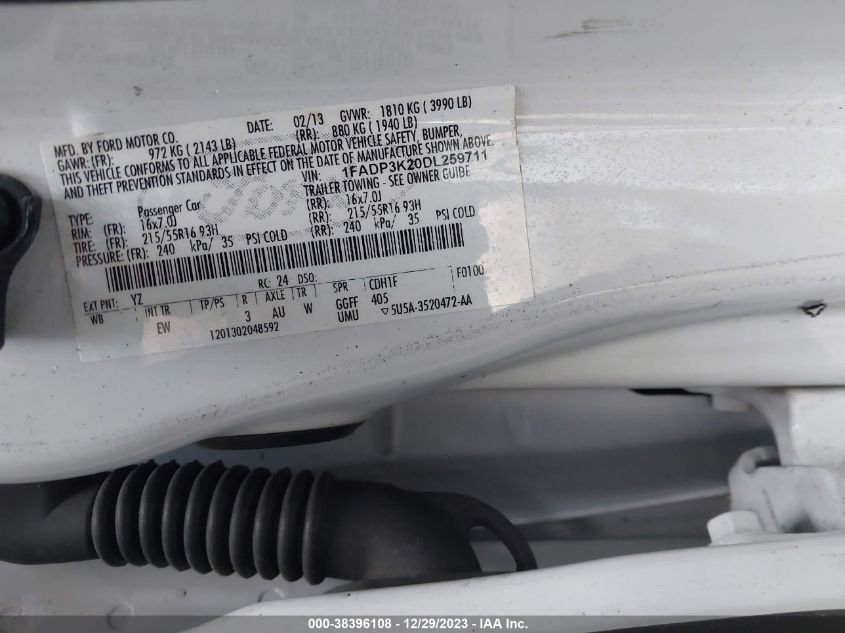 MFD. BY FORD MOTOR CO.
DATE: 02/13 GVWR: 1810 KG ( 3990 LB)
GAWR: (FR): 972 KG ( 2143 LB) (RR): 880 KG ( 1940 LB)
THIS VEHICLE CONFORMS TO ALL APPLICABLE FEDERAL MOTOR VEHICLE SAFETY, BUMPER,
AND THEFT PREVENTION STANDARDS IN EFFECT ON THE DATE OF MANUFACTURE SHOWN ABOVE.
VIN: 1FADP3K20DL259711
TYPE: Passenger Car TRAILER TOWING - SEE OWNER GUIDE
RIM: (FR): 16x7.0J (RR): 16x7.0J
TIRE: (FR): 215/55R16 93H (RR): 215/55R16 93H
PRESSURE: (FR): 240 kPa/ 35 PSI COLD (RR): 240 kPa/ 35 PSI COLD
EXT PNT: YZ RC: 24 DSO: F0100
WB INT TR TP/PS R AXLE TR SPR CDH1F
EW 3 AU W GGFF 405
UMU 5U5A-3520472-AA
1201302048592
000-38396108 - 12/29/2023 - IAA Inc.